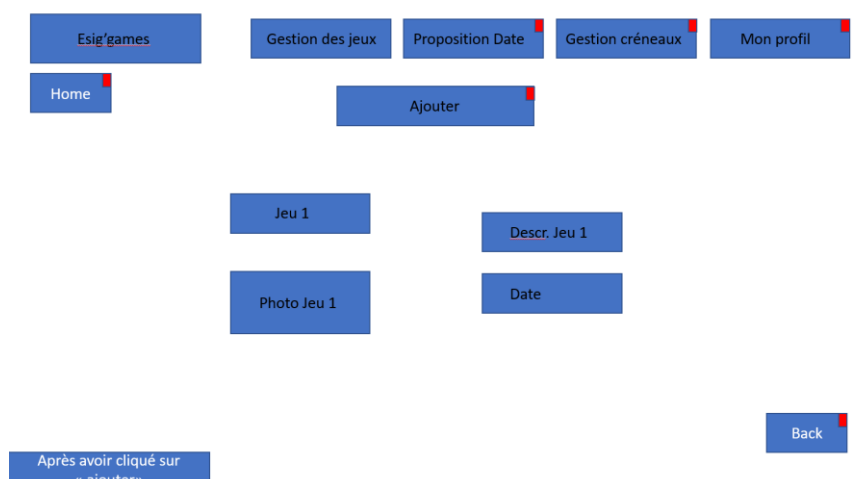 Esig'games
Gestion des jeux
Proposition Date
Gestion créneaux
Mon profil
Home
Ajouter
Jeu 1
Descr. Jeu 1
Photo Jeu 1
Date
Back
Après avoir cliqué sur
« ajouter»